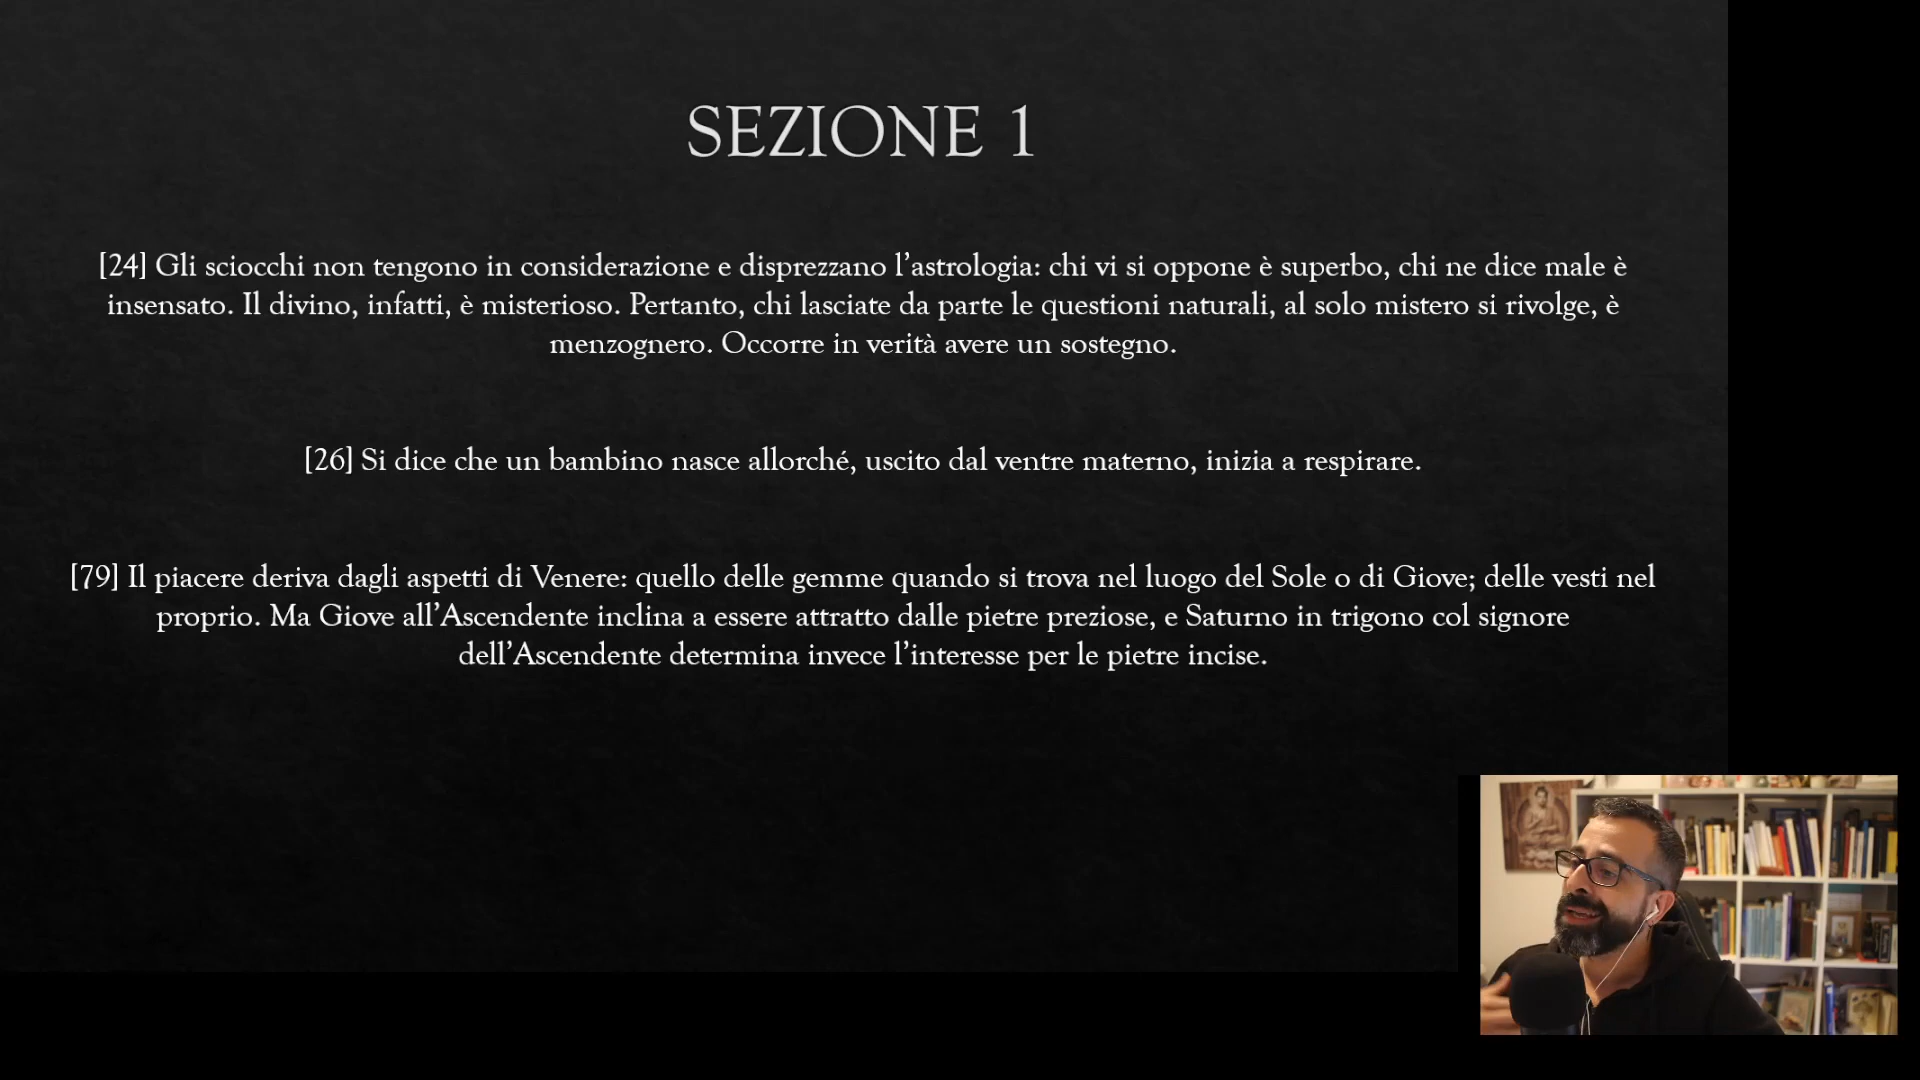 SEZIONE 1
[24] Gli sciocchi non tengono in considerazione e disprezzano l’astrologia: chi vi si oppone è superbo, chi ne dice male è
insensato. Il divino, infatti, è misterioso. Pertanto, chi lasciate da parte le questioni naturali, al solo mistero si rivolge, è
menzognero. Occorre in verità avere un sostegno.
[26] Si dice che un bambino nasce allorché, uscito dal ventre materno, inizia a respirare.
[79] Il piacere deriva dagli aspetti di Venere: quello delle gemme quando si trova nel luogo del Sole o di Giove; delle vesti nel
proprio. Ma Giove all’Ascendente inclina a essere attratto dalle pietre preziose, e Saturno in trigono col signore
dell’Ascendente determina invece l’interesse per le pietre incise.